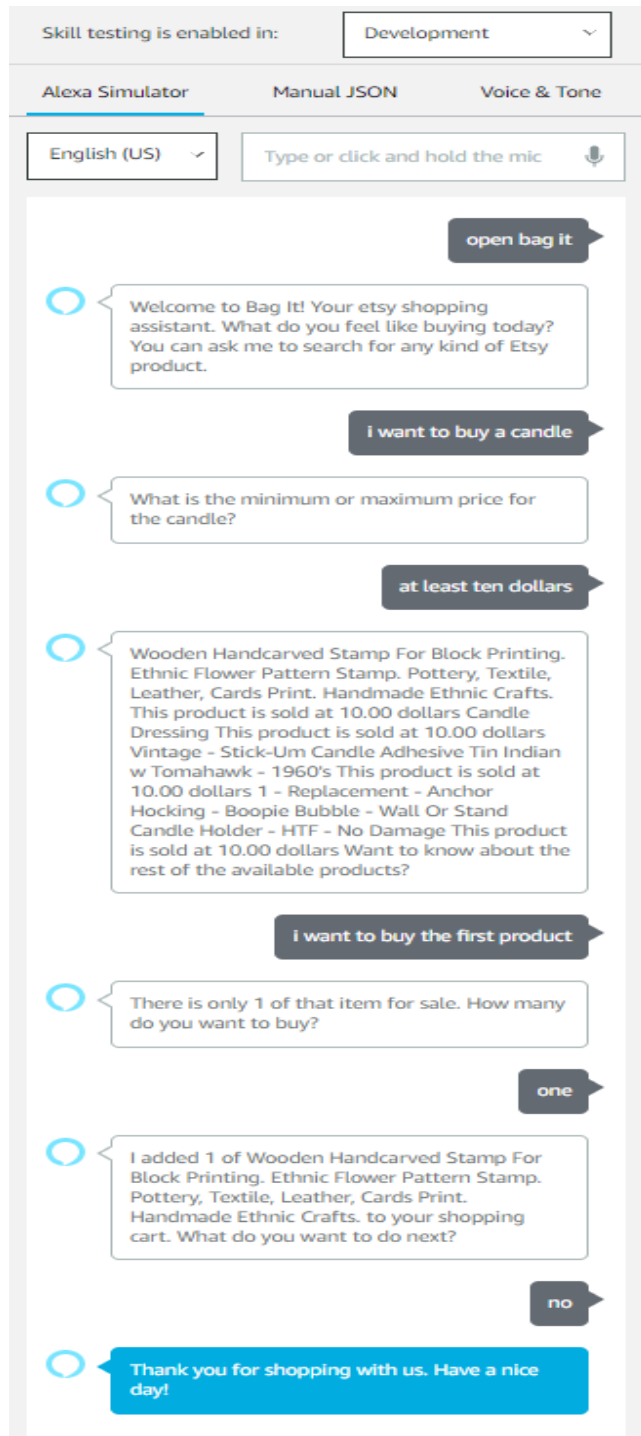 Skill testing is enabled in: Development
Alexa Simulator Manual JSON Voice & Tone
English (US) Type or click and hold the mic
open bag it
Welcome to Bag It! Your etsy shopping
assistant. What do you feel like buying today?
You can ask me to search for any kind of Etsy
product.
i want to buy a candle
What is the minimum or maximum price for
the candle?
at least ten dollars
Wooden Handcarved Stamp For Block Printing.
Ethnic Flower Pattern Stamp. Pottery, Textile,
Leather, Cards Print. Handmade Ethnic Crafts.
This product is sold at 10.00 dollars Candle
Dressing This product is sold at 10.00 dollars
Vintage - Stick-Um Candle Adhesive Tin Indian
w Tomahawk - 1960's This product is sold at
10.00 dollars 1 - Replacement - Anchor
Hocking - Boopie Bubble - Wall Or Stand
Candle Holder - HTF - No Damage This product
is sold at 10.00 dollars Want to know about the
rest of the available products?
i want to buy the first product
There is only 1 of that item for sale. How many
do you want to buy?
one
I added 1 of Wooden Handcarved Stamp For
Block Printing. Ethnic Flower Pattern Stamp.
Pottery, Textile, Leather, Cards Print.
Handmade Ethnic Crafts. to your shopping
cart. What do you want to do next?
no
Thank you for shopping with us. Have a nice
day!